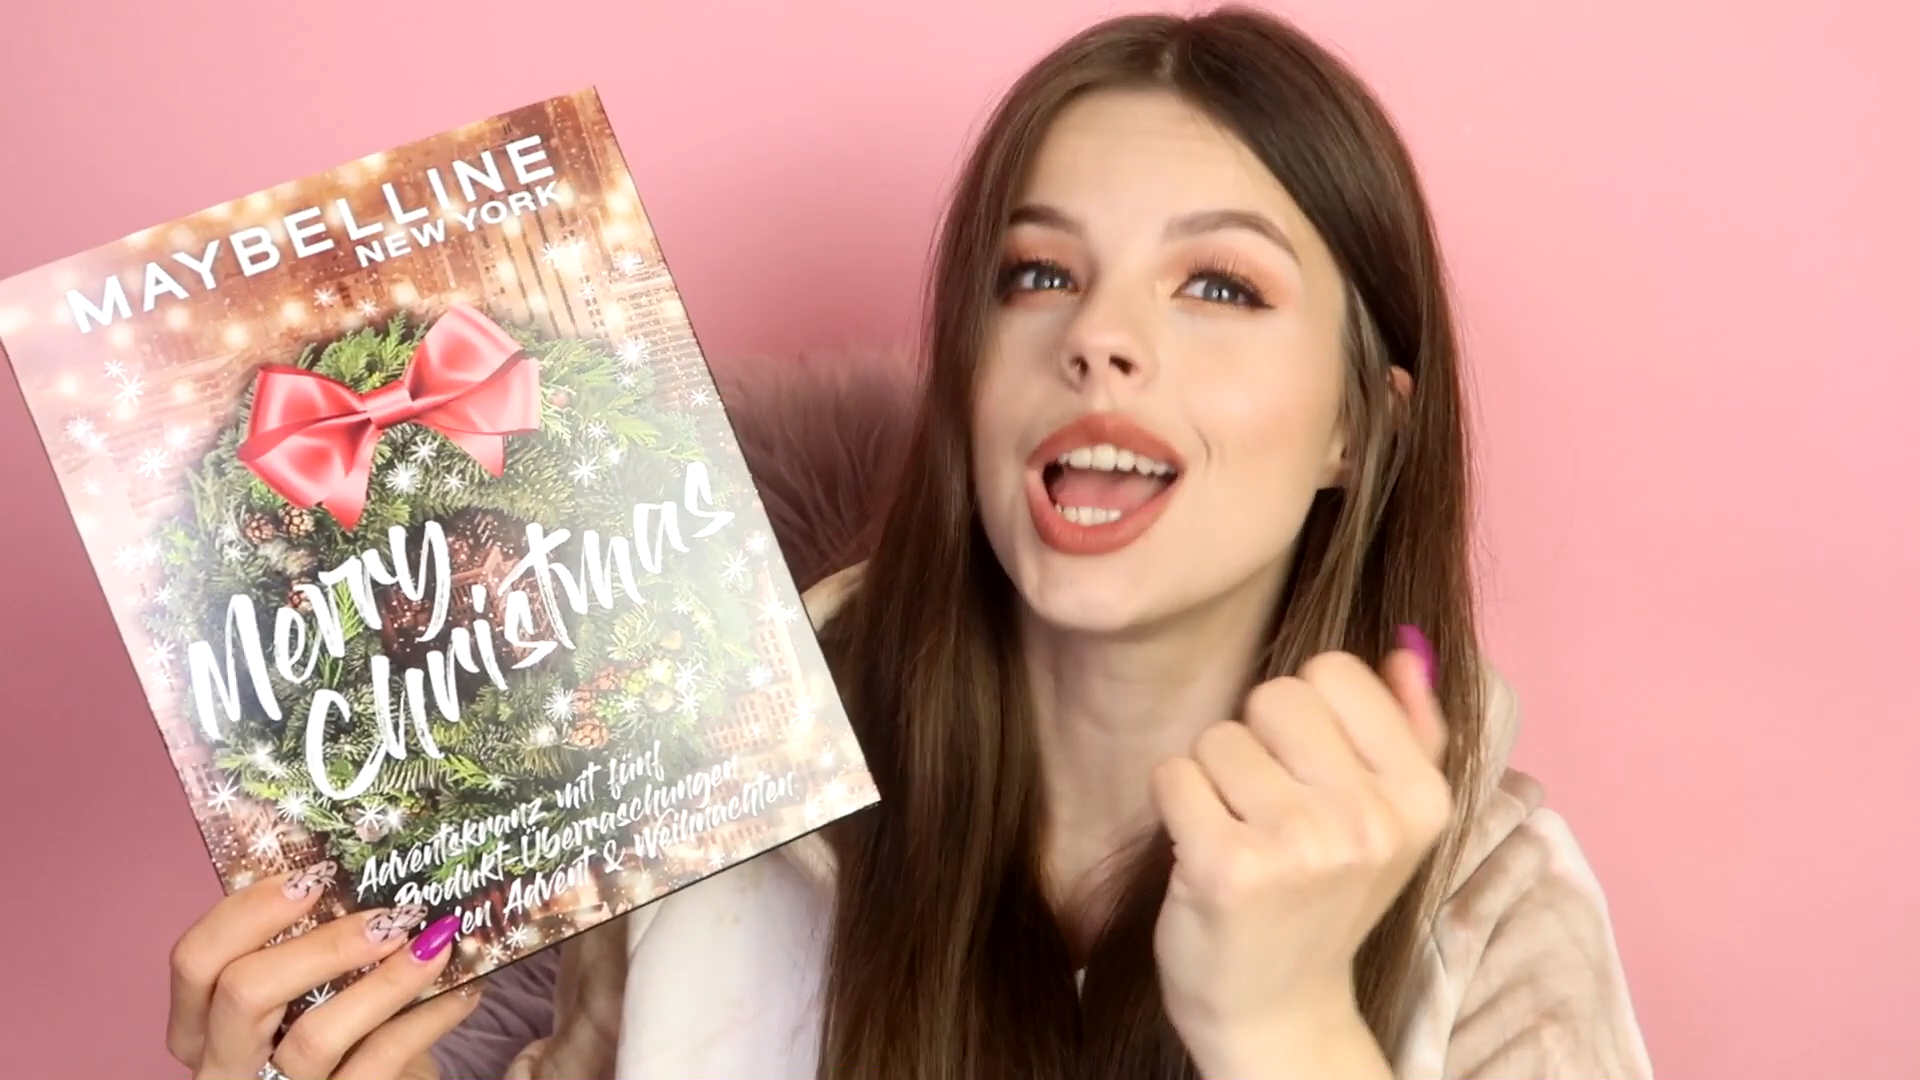 MAYBELLINE
NEW YORK
Merry
Christmas
Adventskranz mit fünf
Produkt-Überraschungen
Advent & Weihnachten!